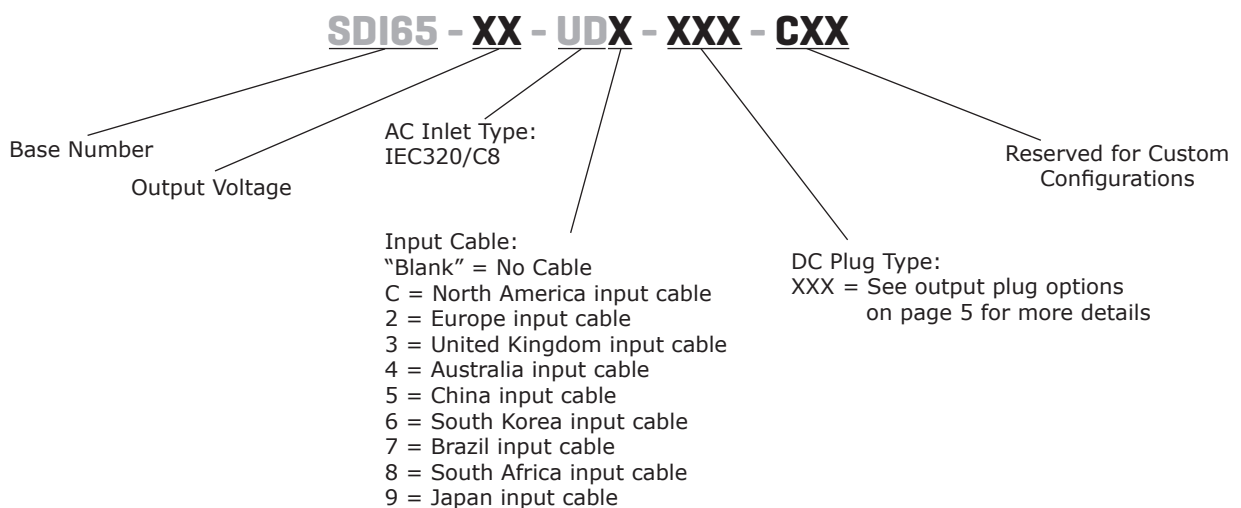 SDI65 - XX - UDX - XXX - CXX
Base Number
Output Voltage
AC Inlet Type:
IEC320/C8
Input Cable:
“Blank” = No Cable
C = North America input cable
2 = Europe input cable
3 = United Kingdom input cable
4 = Australia input cable
5 = China input cable
6 = South Korea input cable
7 = Brazil input cable
8 = South Africa input cable
9 = Japan input cable
DC Plug Type:
XXX = See output plug options
on page 5 for more details
Reserved for Custom
Configurations